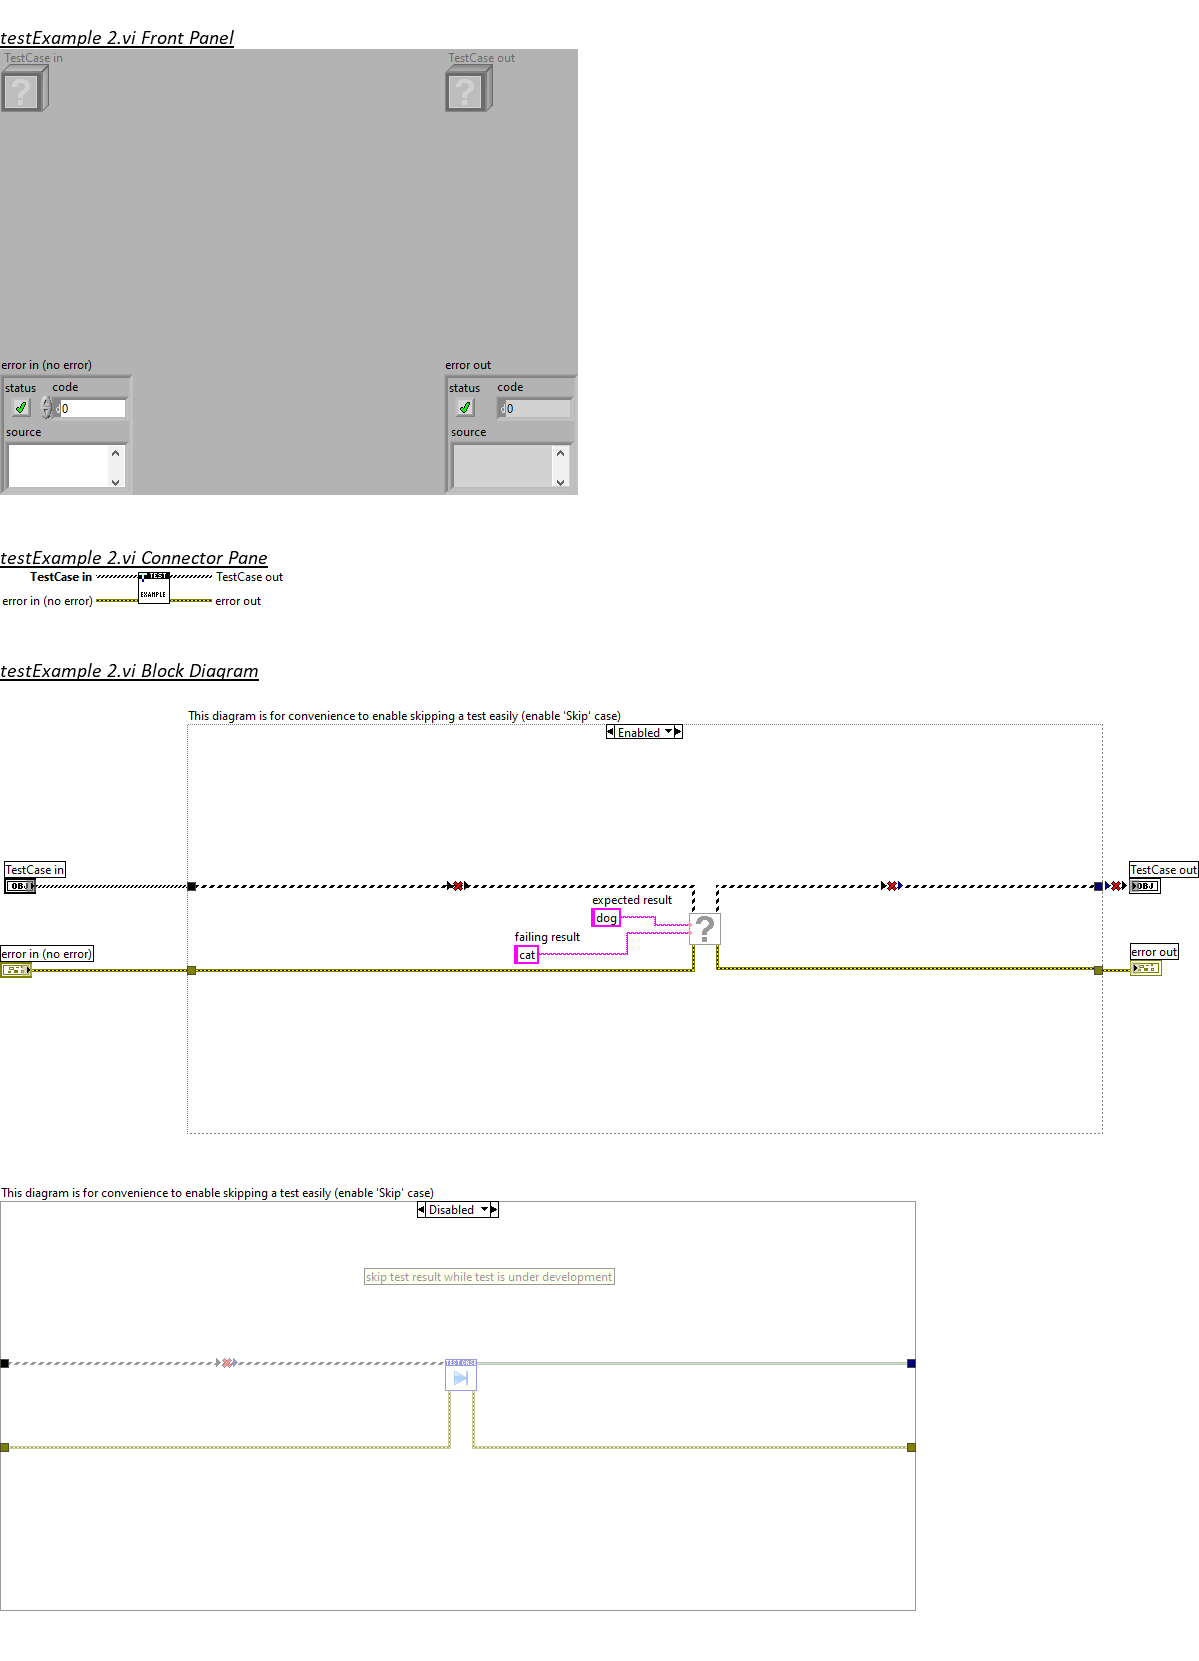 testExample 2.vi Front Panel
TestCase in
TestCase out
?
?
error in (no error)
error out
status code
status code
d0
d0
source
source
testExample 2.vi Connector Pane
TestCase in
TestCase out
TEST
EXAMPLE
error in (no error)
error out
testExample 2.vi Block Diagram
This diagram is for convenience to enable skipping a test easily (enable 'Skip' case)
Enabled
TestCase in
TestCase out
OBJ
OBJ
expected result
dog
?
failing result
cat
error in (no error)
error out
This diagram is for convenience to enable skipping a test easily (enable 'Skip' case)
Disabled
skip test result while test is under development
TEST CASE